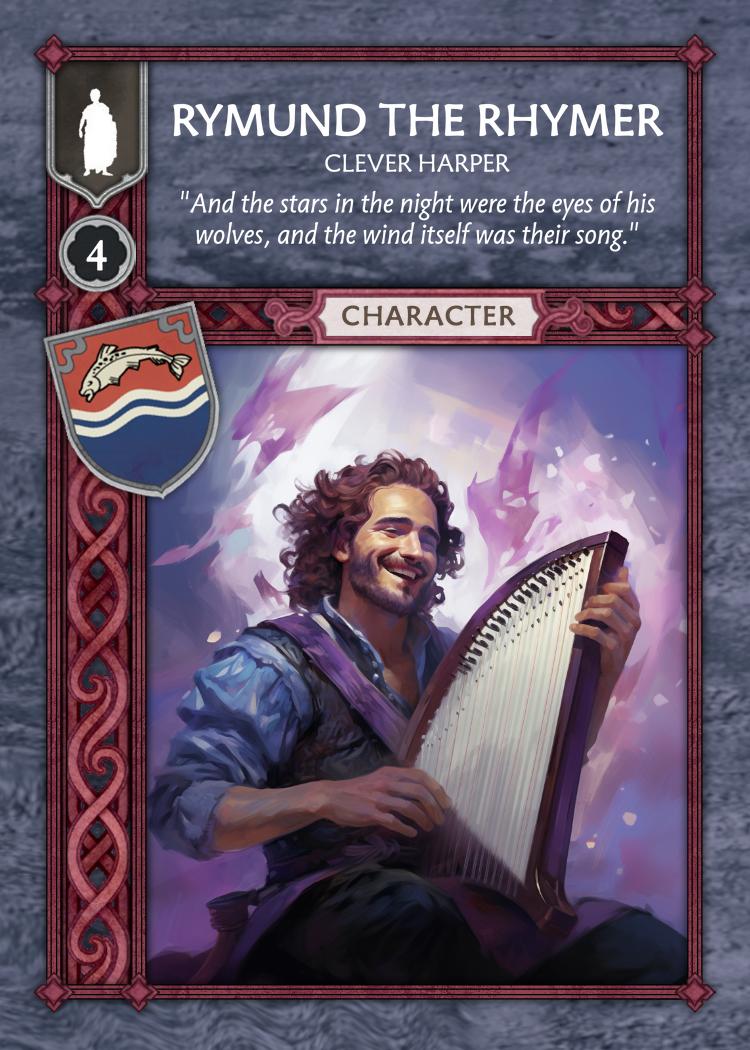 RYMUND THE RHYMER
CLEVER HARPER
"And the stars in the night were the eyes of his
wolves, and the wind itself was their song."
4
CHARACTER